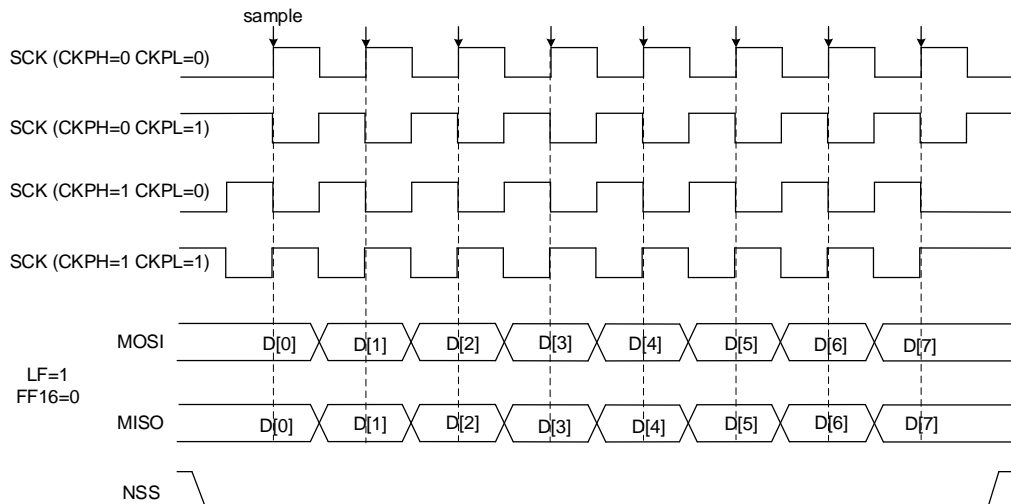 sample
SCK (CKPH=0 CKPL=0)
SCK (CKPH=0 CKPL=1)
SCK (CKPH=1 CKPL=0)
SCK (CKPH=1 CKPL=1)
MOSI D[0] D[1] D[2] D[3] D[4] D[5] D[6] D[7]
LF=1
FF16=0
MISO D[0] D[1] D[2] D[3] D[4] D[5] D[6] D[7]
NSS